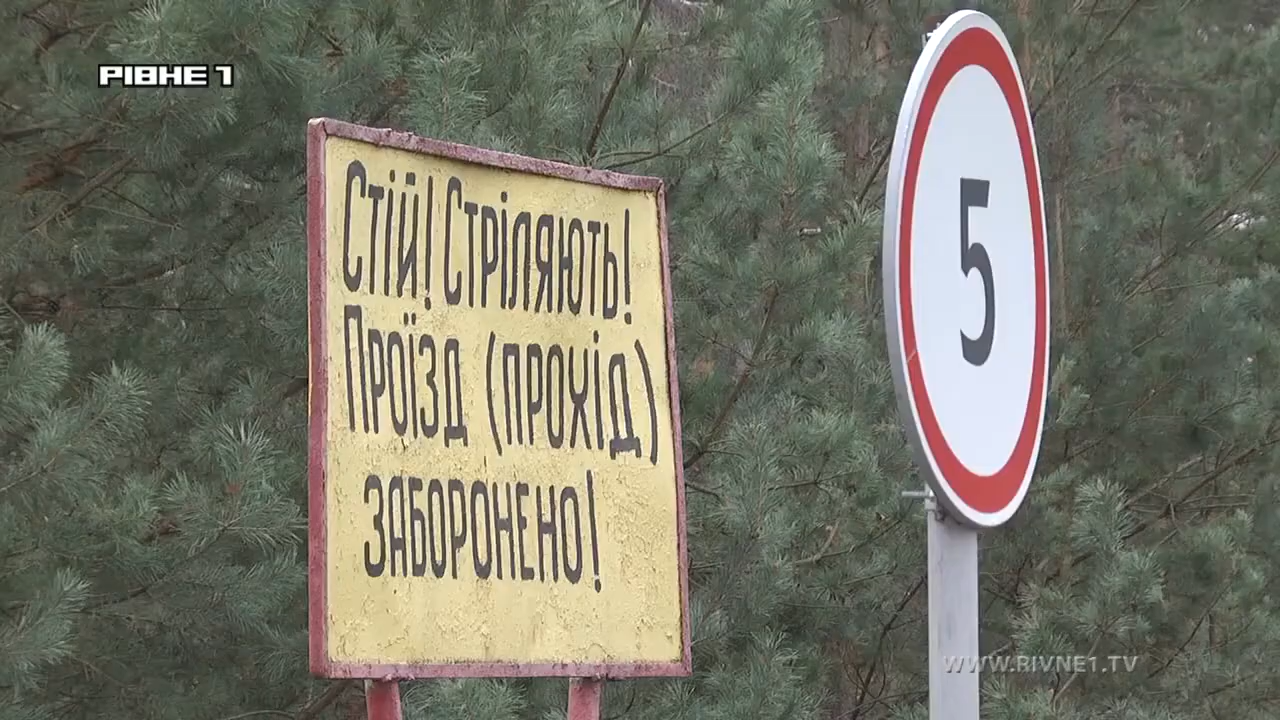 РІВНЕ 1
Стій! Стріляють!
Проїзд (прохід)
заборонено!
5
WWW.RIVNE1.TV